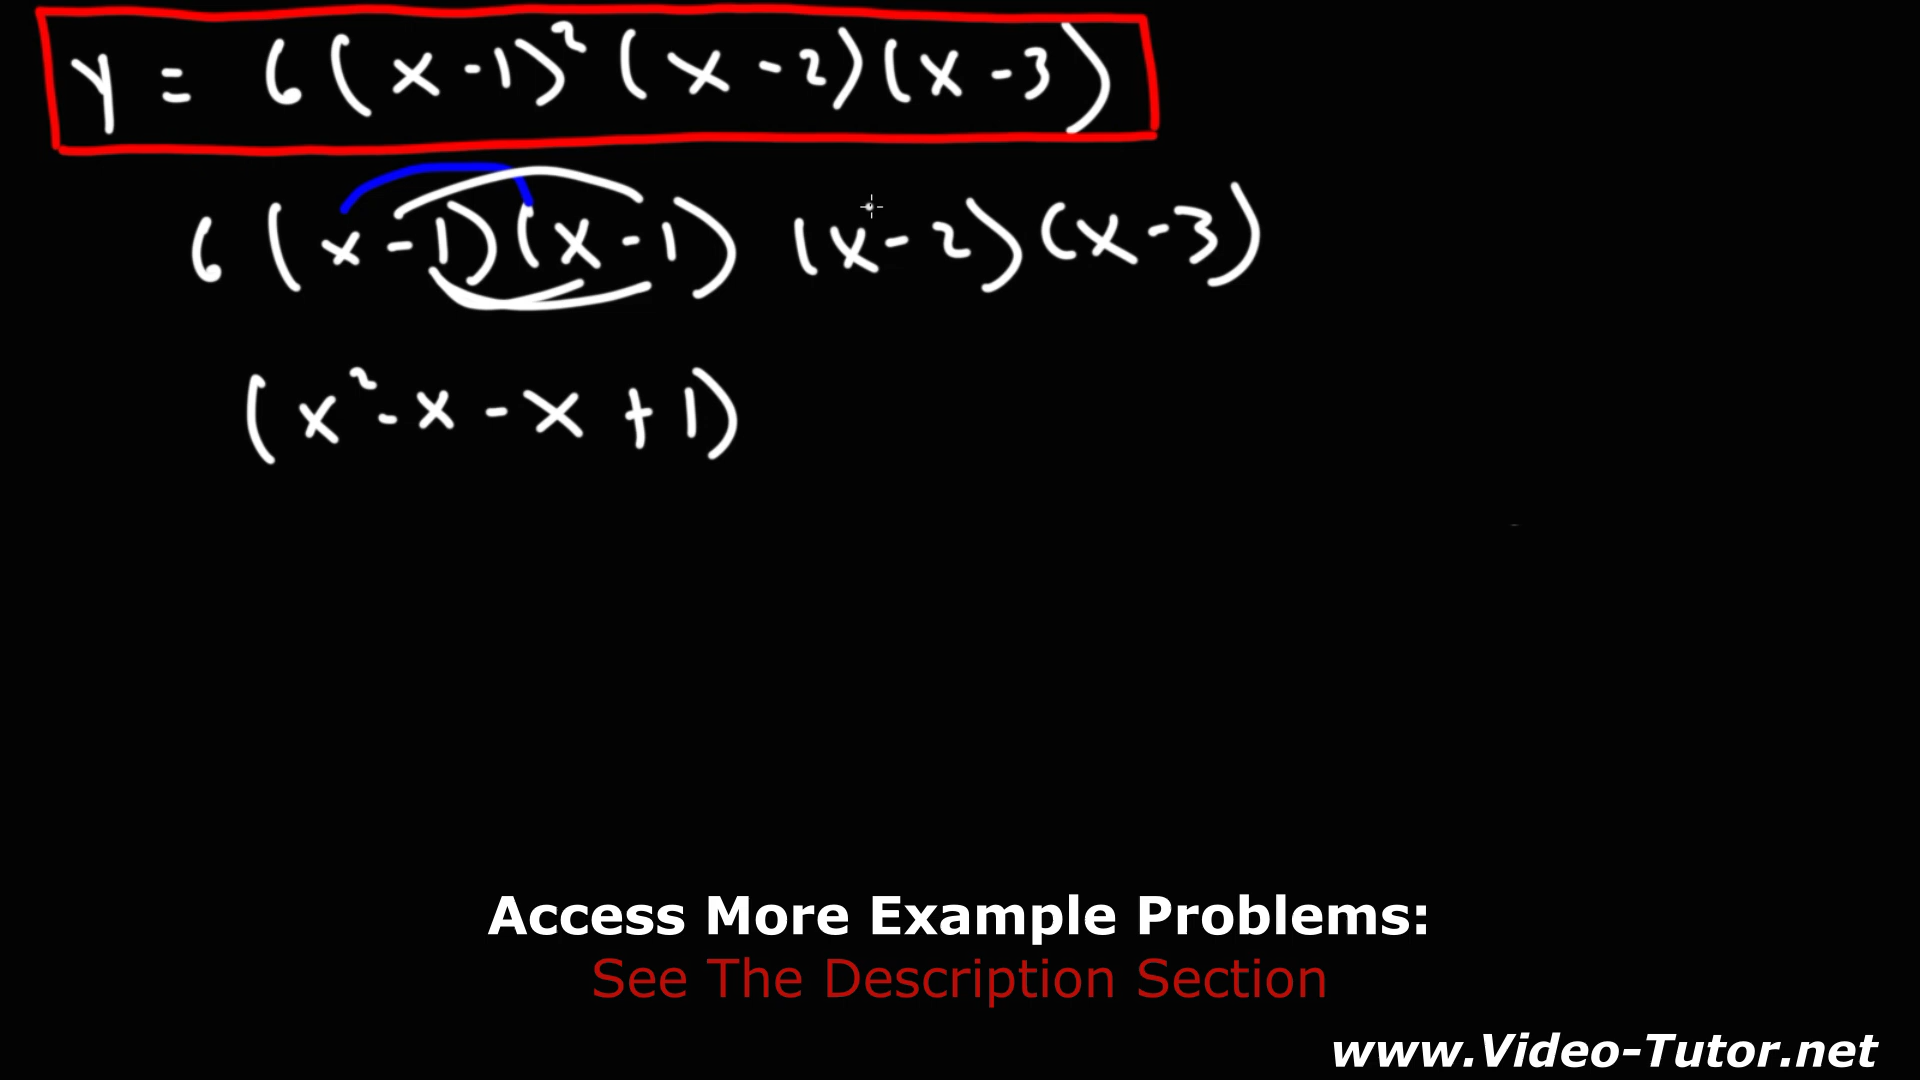 y = 6(x-1)²(x-2)(x-3)
6(x-1)(x-1)(x-2)(x-3)
(x²-x-x+1)
Access More Example Problems:
See The Description Section
www.Video-Tutor.net